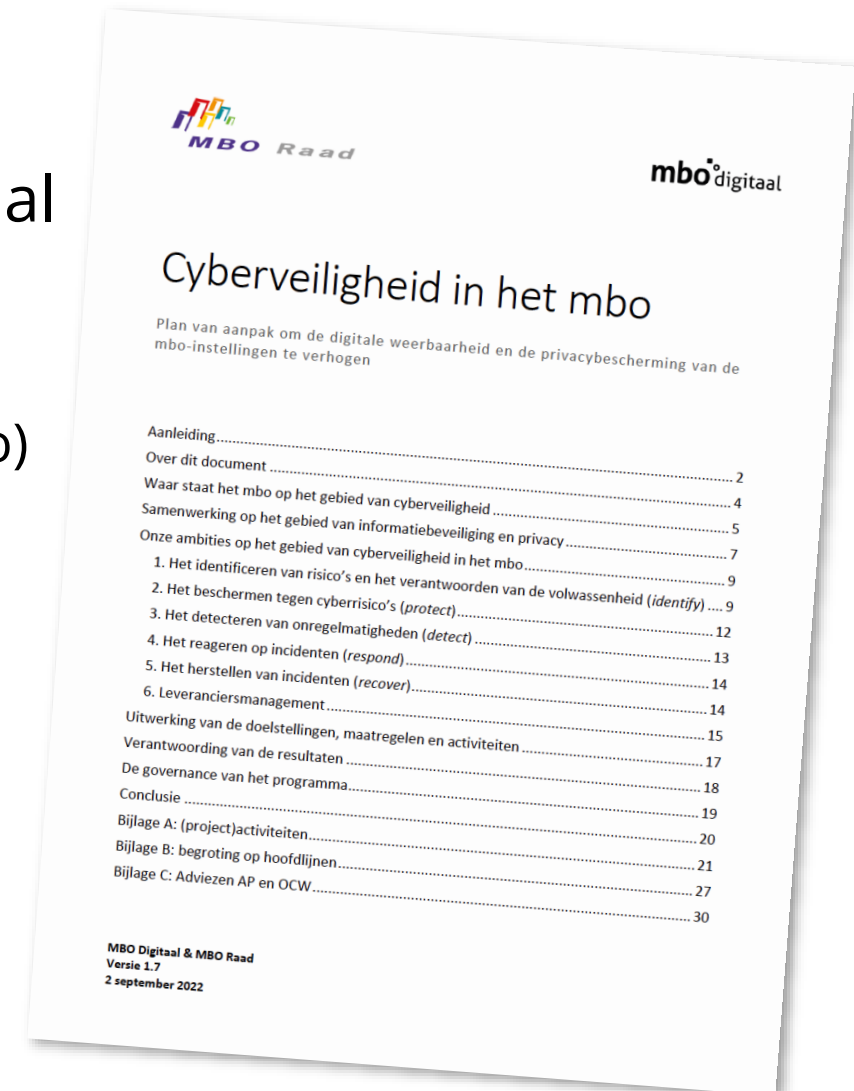 al
o)
MBO Raad
mbo digitaal
Cyberveiligheid in het mbo
Plan van aanpak om de digitale weerbaarheid en de privacybescherming van de
mbo-instellingen te verhogen
Aanleiding 2
Over dit document 4
Waar staat het mbo op het gebied van cyberveiligheid 5
Samenwerking op het gebied van informatiebeveiliging en privacy 7
Onze ambities op het gebied van cyberveiligheid in het mbo 9
1. Het identificeren van risico's en het verantwoorden van de volwassenheid (identify) 9
2. Het beschermen tegen cyberrisico's (protect) 12
3. Het detecteren van onregelmatigheden (detect) 13
4. Het reageren op incidenten (respond) 14
5. Het herstellen van incidenten (recover) 14
6. Leveranciersmanagement 15
Uitwerking van de doelstellingen, maatregelen en activiteiten 17
Verantwoording van de resultaten 18
De governance van het programma 19
Conclusie 20
Bijlage A: (project)activiteiten 21
Bijlage B: begroting op hoofdlijnen 27
Bijlage C: Adviezen AP en OCW 30
MBO Digitaal & MBO Raad
Versie 1.7
2 september 2022